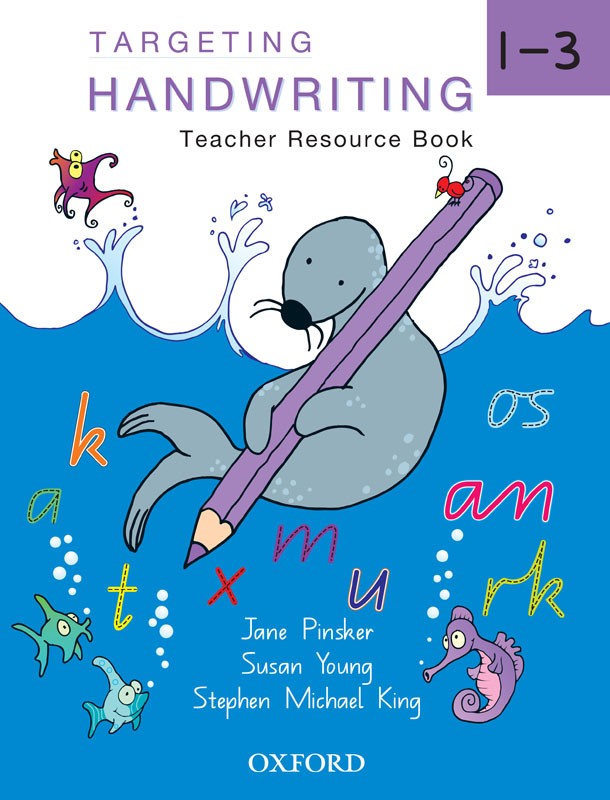 TARGETING
1–3
HANDWRITING
Teacher Resource Book
os
k
an
a
m
t
x
u
rk
Jane Pinsker
Susan Young
Stephen Michael King
OXFORD